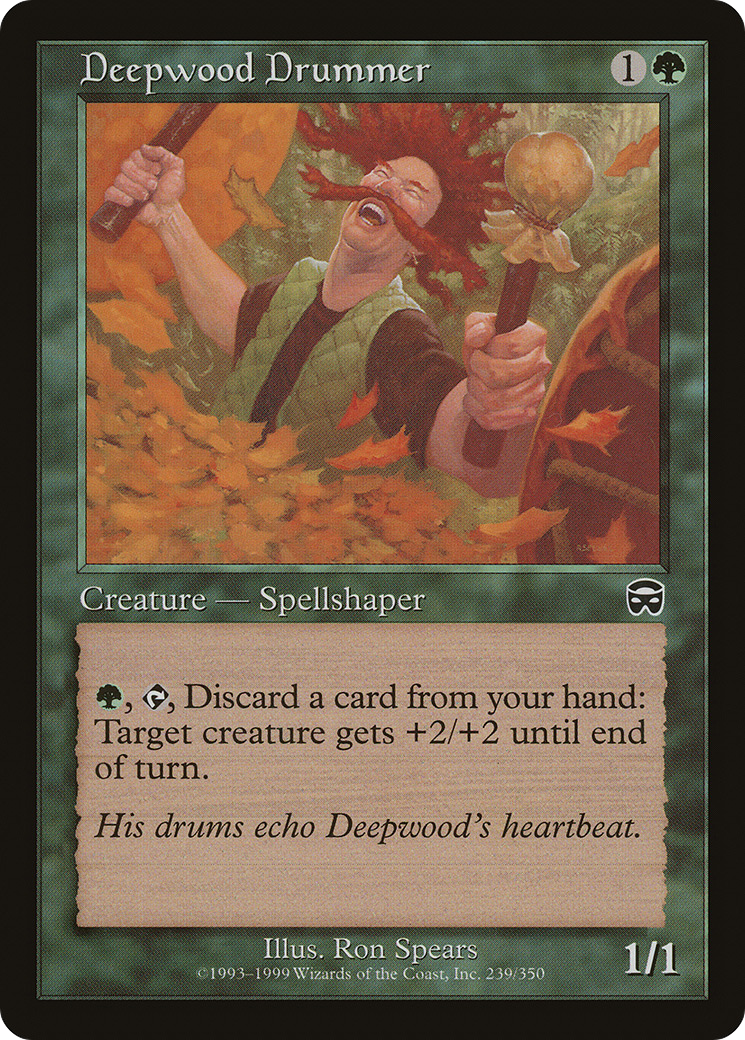 Deepwood Drummer 1
Creature — Spellshaper
, , Discard a card from your hand:
Target creature gets +2/+2 until end
of turn.
His drums echo Deepwood's heartbeat.
Illus. Ron Spears
©1993–1999 Wizards of the Coast, Inc. 239/350
1/1